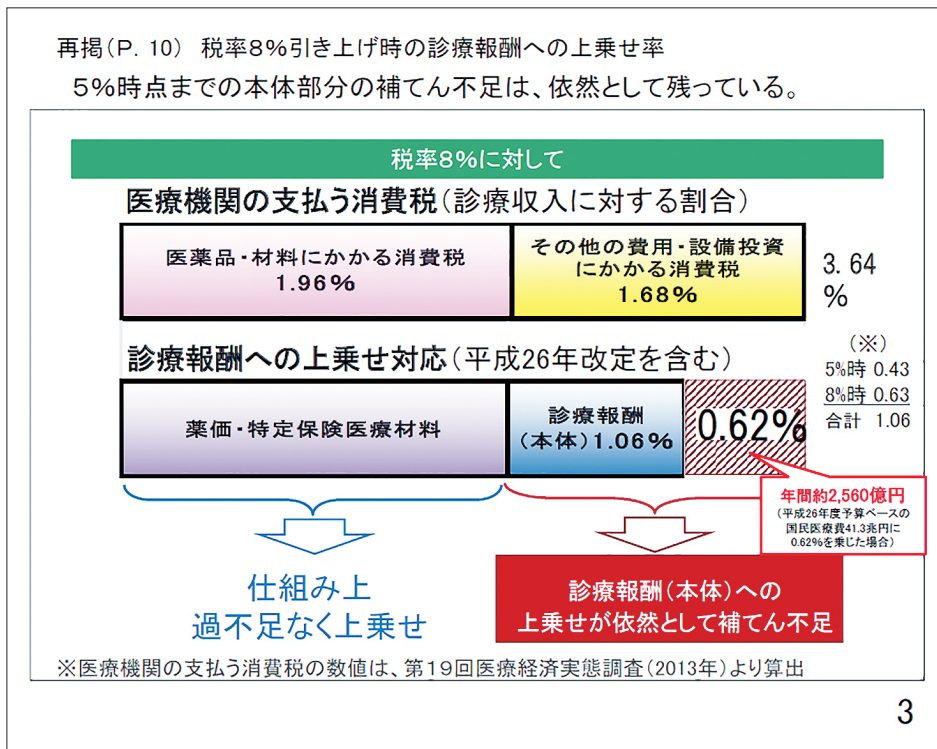 再掲(P. 10) 税率8%引き上げ時の診療報酬への上乗せ率
5%時点までの本体部分の補てん不足は、依然として残っている。
税率8%に対して
医療機関の支払う消費税(診療収入に対する割合)
医薬品・材料にかかる消費税
1.96%
その他の費用・設備投資
にかかる消費税
1.68%
3. 64
%
診療報酬への上乗せ対応(平成26年改定を含む)
(※)
5%時 0.43
8%時 0.63
合計 1.06
薬価・特定保険医療材料
診療報酬
(本体)1.06%
0.62%
年間約2,560億円
(平成26年度予算ベースの
国民医療費41.3兆円に
0.62%を乗じた場合)
仕組み上
過不足なく上乗せ
診療報酬(本体)への
上乗せが依然として補てん不足
※医療機関の支払う消費税の数値は、第19回医療経済実態調査(2013年)より算出
3